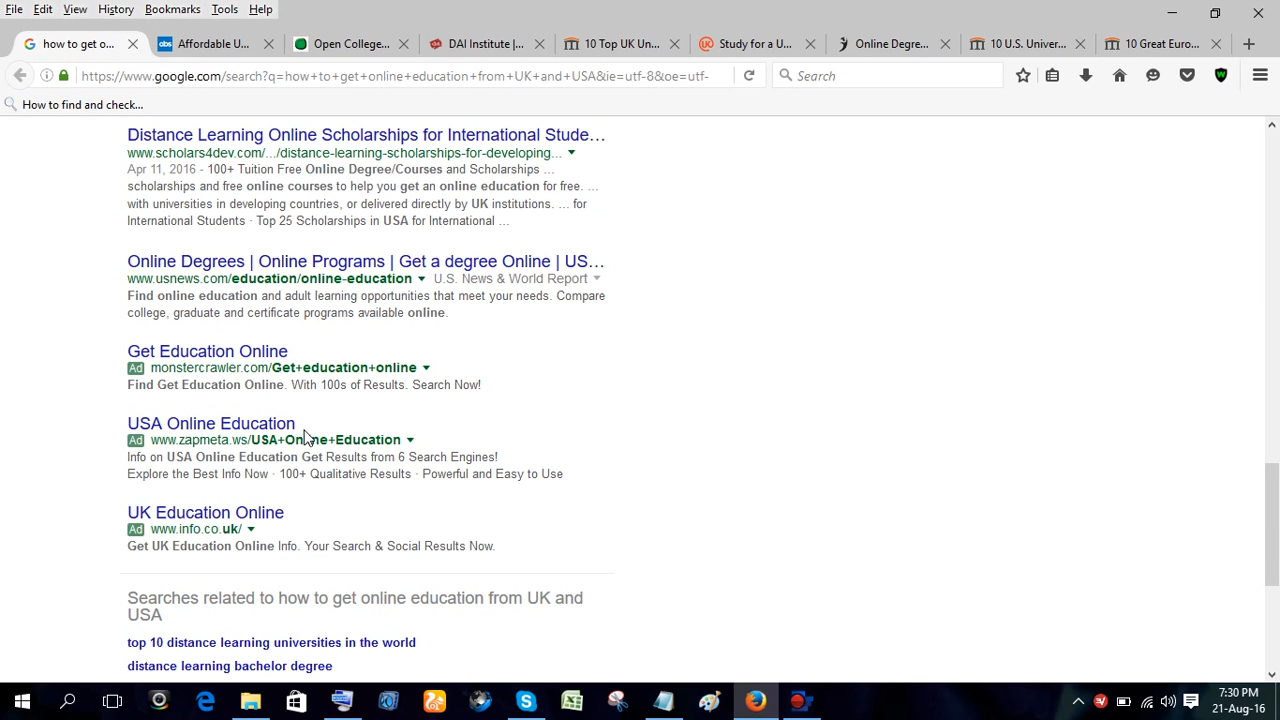 File Edit View History Bookmarks Tools Help
how to get o... Affordable U... Open College... DAI Institute |... 10 Top UK Un... Study for a U... Online Degre... 10 U.S. Univer... 10 Great Euro...
https://www.google.com/search?q=how+to+get+online+education+from+UK+and+USA&ie=utf-8&oe=utf- Search
How to find and check...
Distance Learning Online Scholarships for International Stude...
www.scholars4dev.com/.../distance-learning-scholarships-for-developing...
Apr 11, 2016 - 100+ Tuition Free Online Degree/Courses and Scholarships ...
scholarships and free online courses to help you get an online education for free. ...
with universities in developing countries, or delivered directly by UK institutions. ... for
International Students · Top 25 Scholarships in USA for International ...
Online Degrees | Online Programs | Get a degree Online | US...
www.usnews.com/education/online-education U.S. News & World Report
Find online education and adult learning opportunities that meet your needs. Compare
college, graduate and certificate programs available online.
Get Education Online
Ad monstercrawler.com/Get+education+online
Find Get Education Online. With 100s of Results. Search Now!
USA Online Education
Ad www.zapmeta.ws/USA+Online+Education
Info on USA Online Education Get Results from 6 Search Engines!
Explore the Best Info Now · 100+ Qualitative Results · Powerful and Easy to Use
UK Education Online
Ad www.info.co.uk/
Get UK Education Online Info. Your Search & Social Results Now.
Searches related to how to get online education from UK and
USA
top 10 distance learning universities in the world
distance learning bachelor degree
7:30 PM
21-Aug-16